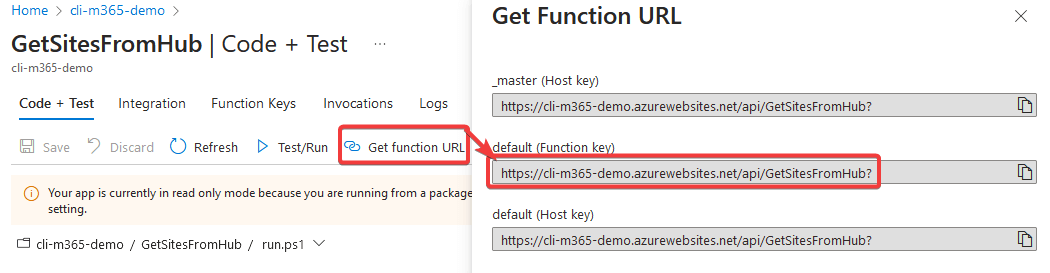 Home > cli-m365-demo >
GetSitesFromHub | Code + Test ...
cli-m365-demo
Code + Test Integration Function Keys Invocations Logs
Save Discard Refresh Test/Run Get function URL
Your app is currently in read only mode because you are running from a package
setting.
cli-m365-demo / GetSitesFromHub / run.ps1
Get Function URL
_master (Host key)
https://cli-m365-demo.azurewebsites.net/api/GetSitesFromHub?
default (Function key)
https://cli-m365-demo.azurewebsites.net/api/GetSitesFromHub?
default (Host key)
https://cli-m365-demo.azurewebsites.net/api/GetSitesFromHub?